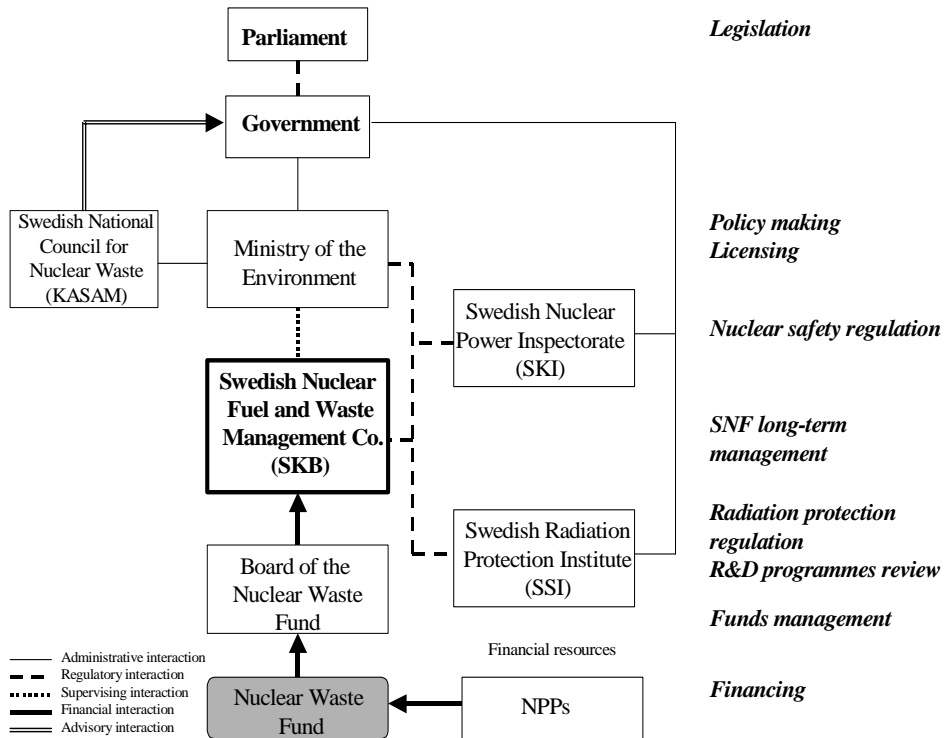 Parliament
Legislation
Government
Swedish National
Council for
Nuclear Waste
(KASAM)
Ministry of the
Environment
Policy making
Licensing
Swedish Nuclear
Power Inspectorate
(SKI)
Nuclear safety regulation
Swedish Nuclear
Fuel and Waste
Management Co.
(SKB)
SNF long-term
management
Swedish Radiation
Protection Institute
(SSI)
Radiation protection
regulation
R&D programmes review
Board of the
Nuclear Waste
Fund
Funds management
Administrative interaction
Regulatory interaction
Supervising interaction
Financial interaction
Advisory interaction
Nuclear Waste
Fund
Financial resources
NPPs
Financing